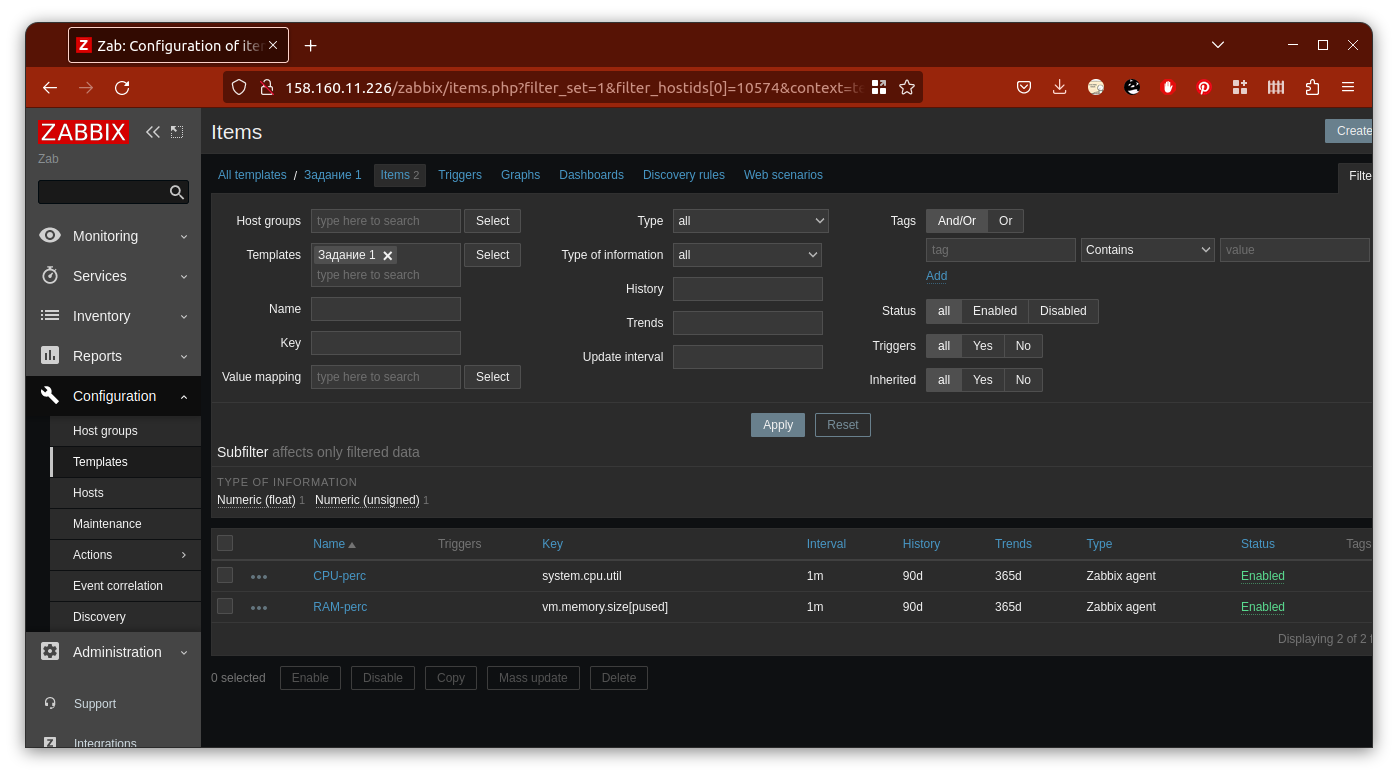 Z Zab: Configuration of iter
158.160.11.226/zabbix/items.php?filter_set=1&filter_hostids[0]=10574&context=te
ZABBIX
Zab
Monitoring
Services
Inventory
Reports
Configuration
Host groups
Templates
Hosts
Maintenance
Actions
Event correlation
Discovery
Administration
Support
Integrations
Items
Create
All templates / Задание 1 Items 2 Triggers Graphs Dashboards Discovery rules Web scenarios
Filte
Host groups type here to search Select Type all Tags And/Or Or
tag Contains value
Templates Задание 1 Select Type of information all
type here to search Add
Name History
Status all Enabled Disabled
Key Trends
Triggers all Yes No
Value mapping type here to search Select Update interval
Inherited all Yes No
Apply Reset
Subfilter affects only filtered data
TYPE OF INFORMATION
Numeric (float) 1 Numeric (unsigned) 1
Name Triggers Key Interval History Trends Type Status Tags
CPU-perc system.cpu.util 1m 90d 365d Zabbix agent Enabled
RAM-perc vm.memory.size[pused] 1m 90d 365d Zabbix agent Enabled
Displaying 2 of 2 f
0 selected Enable Disable Copy Mass update Delete